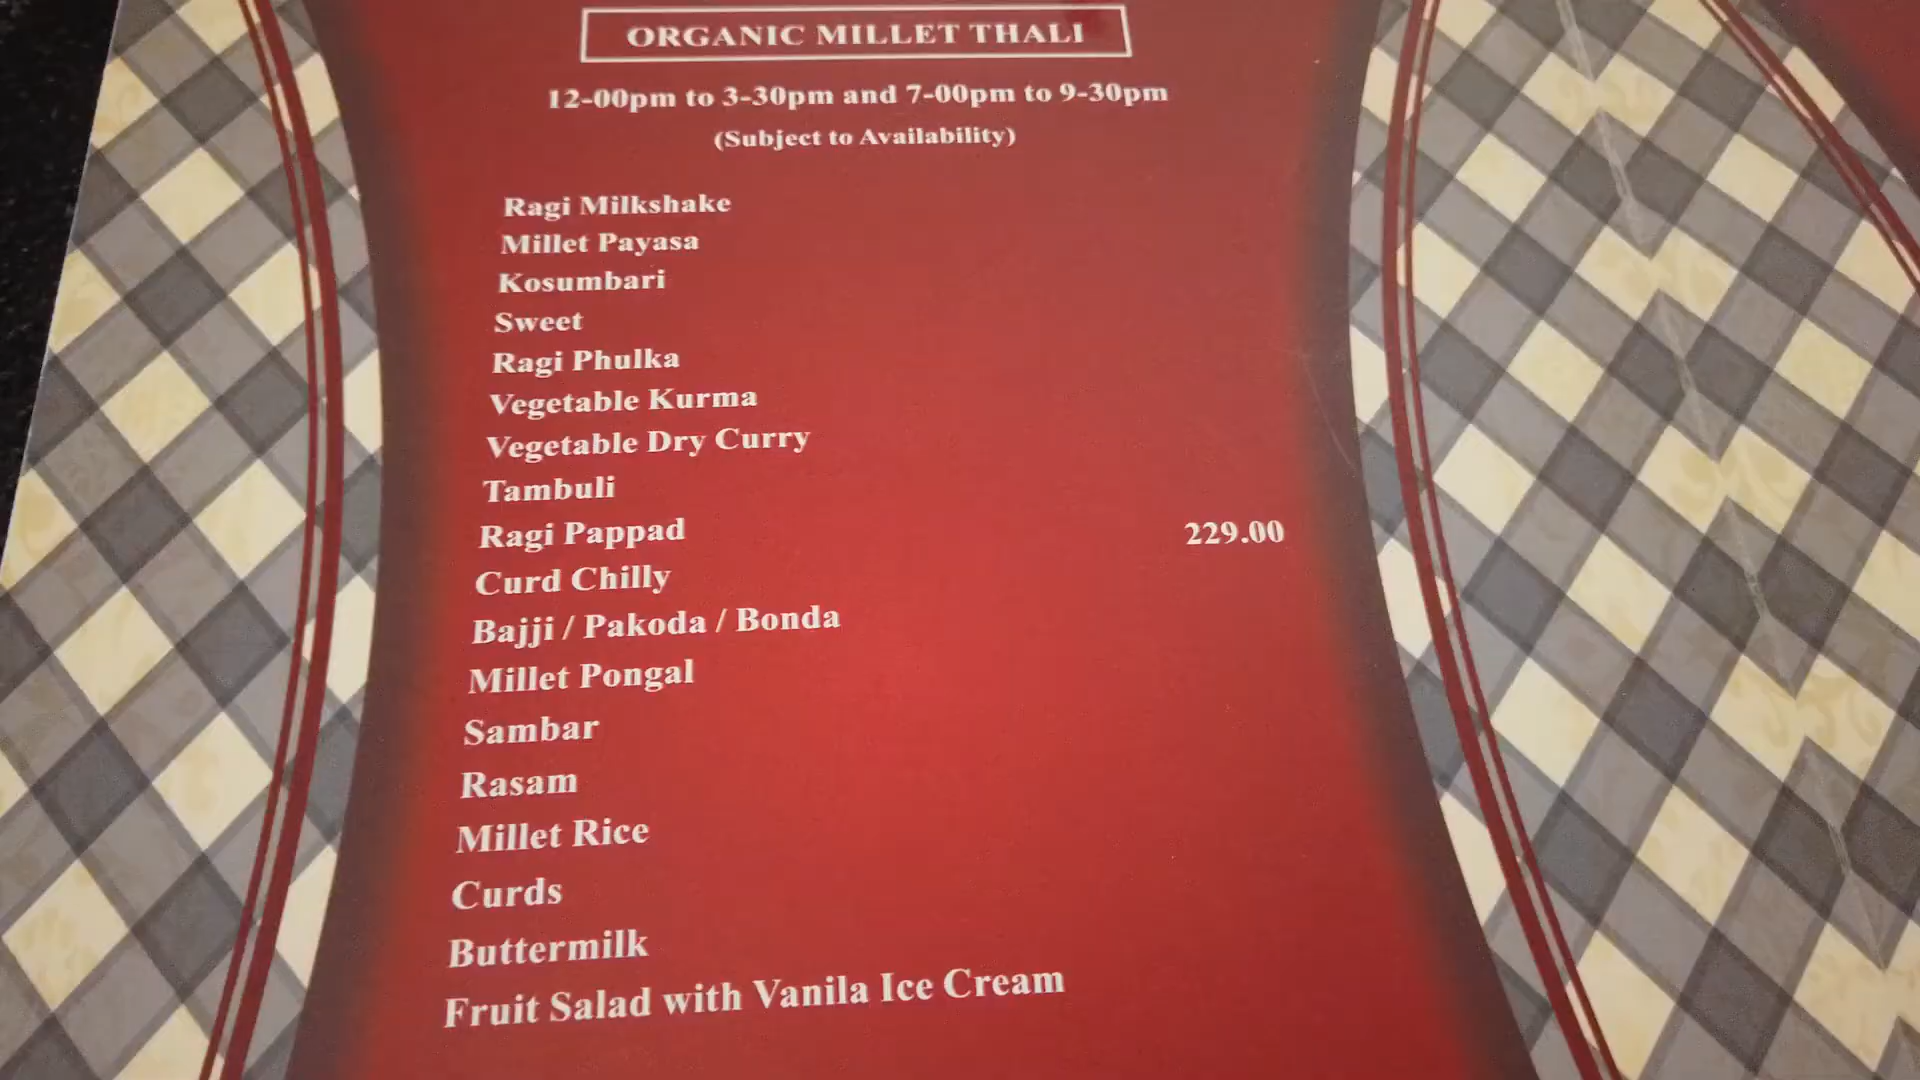 ORGANIC MILLET THALI
12-00pm to 3-30pm and 7-00pm to 9-30pm
(Subject to Availability)
Ragi Milkshake
Millet Payasa
Kosumbari
Sweet
Ragi Phulka
Vegetable Kurma
Vegetable Dry Curry
Tambuli
Ragi Pappad 229.00
Curd Chilly
Bajji / Pakoda / Bonda
Millet Pongal
Sambar
Rasam
Millet Rice
Curds
Buttermilk
Fruit Salad with Vanila Ice Cream